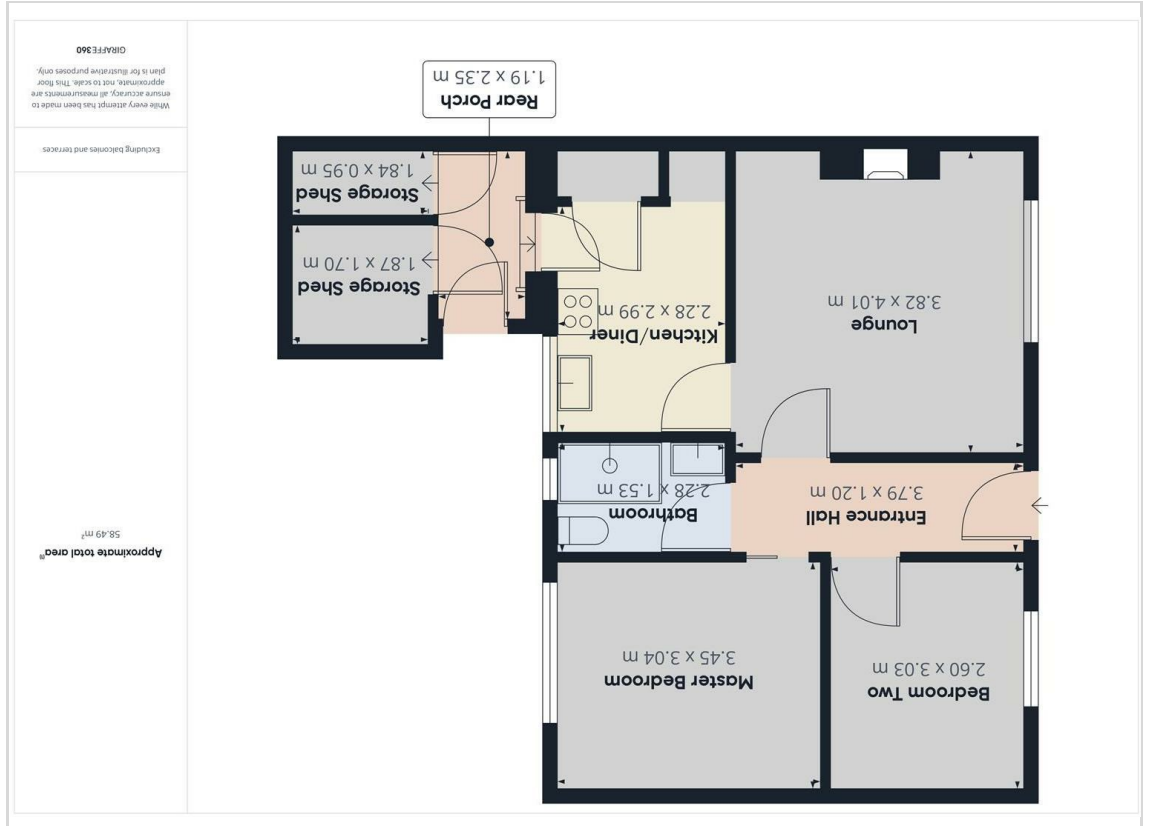 Bedroom Two
2.60 x 3.03 m
Master Bedroom
3.45 x 3.04 m
Entrance Hall
3.79 x 1.20 m
Bathroom
2.28 x 1.53 m
Lounge
3.82 x 4.01 m
Kitchen/Diner
2.28 x 2.99 m
Storage Shed
1.87 x 1.70 m
Storage Shed
1.84 x 0.95 m
Rear Porch
1.19 x 2.35 m
Approximate total area⁽¹⁾
58.49 m²
Excluding balconies and terraces
While every attempt has been made to
ensure accuracy, all measurements are
approximate, not to scale. This floor
plan is for illustrative purposes only.
GIRAFFE360